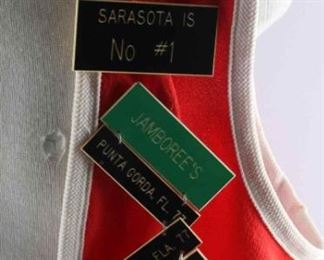 SARASOTA IS
No #1
JAMBOREE'S
PUNTA GORDA, FL.
FLA.